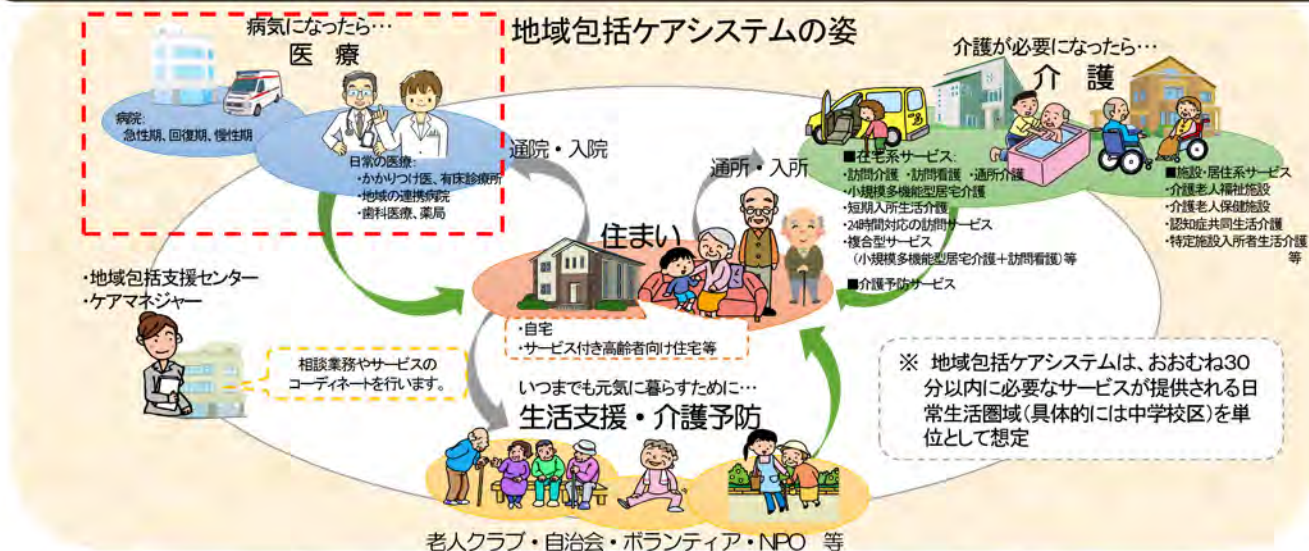 地域包括ケアシステムの姿
病気になったら…
医 療
病院:
急性期、回復期、慢性期
日常の医療:
・かかりつけ医、有床診療所
・地域の連携病院
・歯科医療、薬局
通院・入院
通所・入所
介護が必要になったら…
介 護
■在宅系サービス:
・訪問介護 ・訪問看護 ・通所介護
・小規模多機能型居宅介護
・短期入所生活介護
・24時間対応の訪問サービス
・複合型サービス
(小規模多機能型居宅介護+訪問看護)等
■介護予防サービス
■施設・居住系サービス
・介護老人福祉施設
・介護老人保健施設
・認知症共同生活介護
・特定施設入所者生活介護
等
住まい
・自宅
・サービス付き高齢者向け住宅等
・地域包括支援センター
・ケアマネジャー
相談業務やサービスの
コーディネートを行います。
いつまでも元気に暮らすために…
生活支援・介護予防
老人クラブ・自治会・ボランティア・NPO 等
※ 地域包括ケアシステムは、おおむね30
分以内に必要なサービスが提供される日
常生活圏域(具体的には中学校区)を単
位として想定